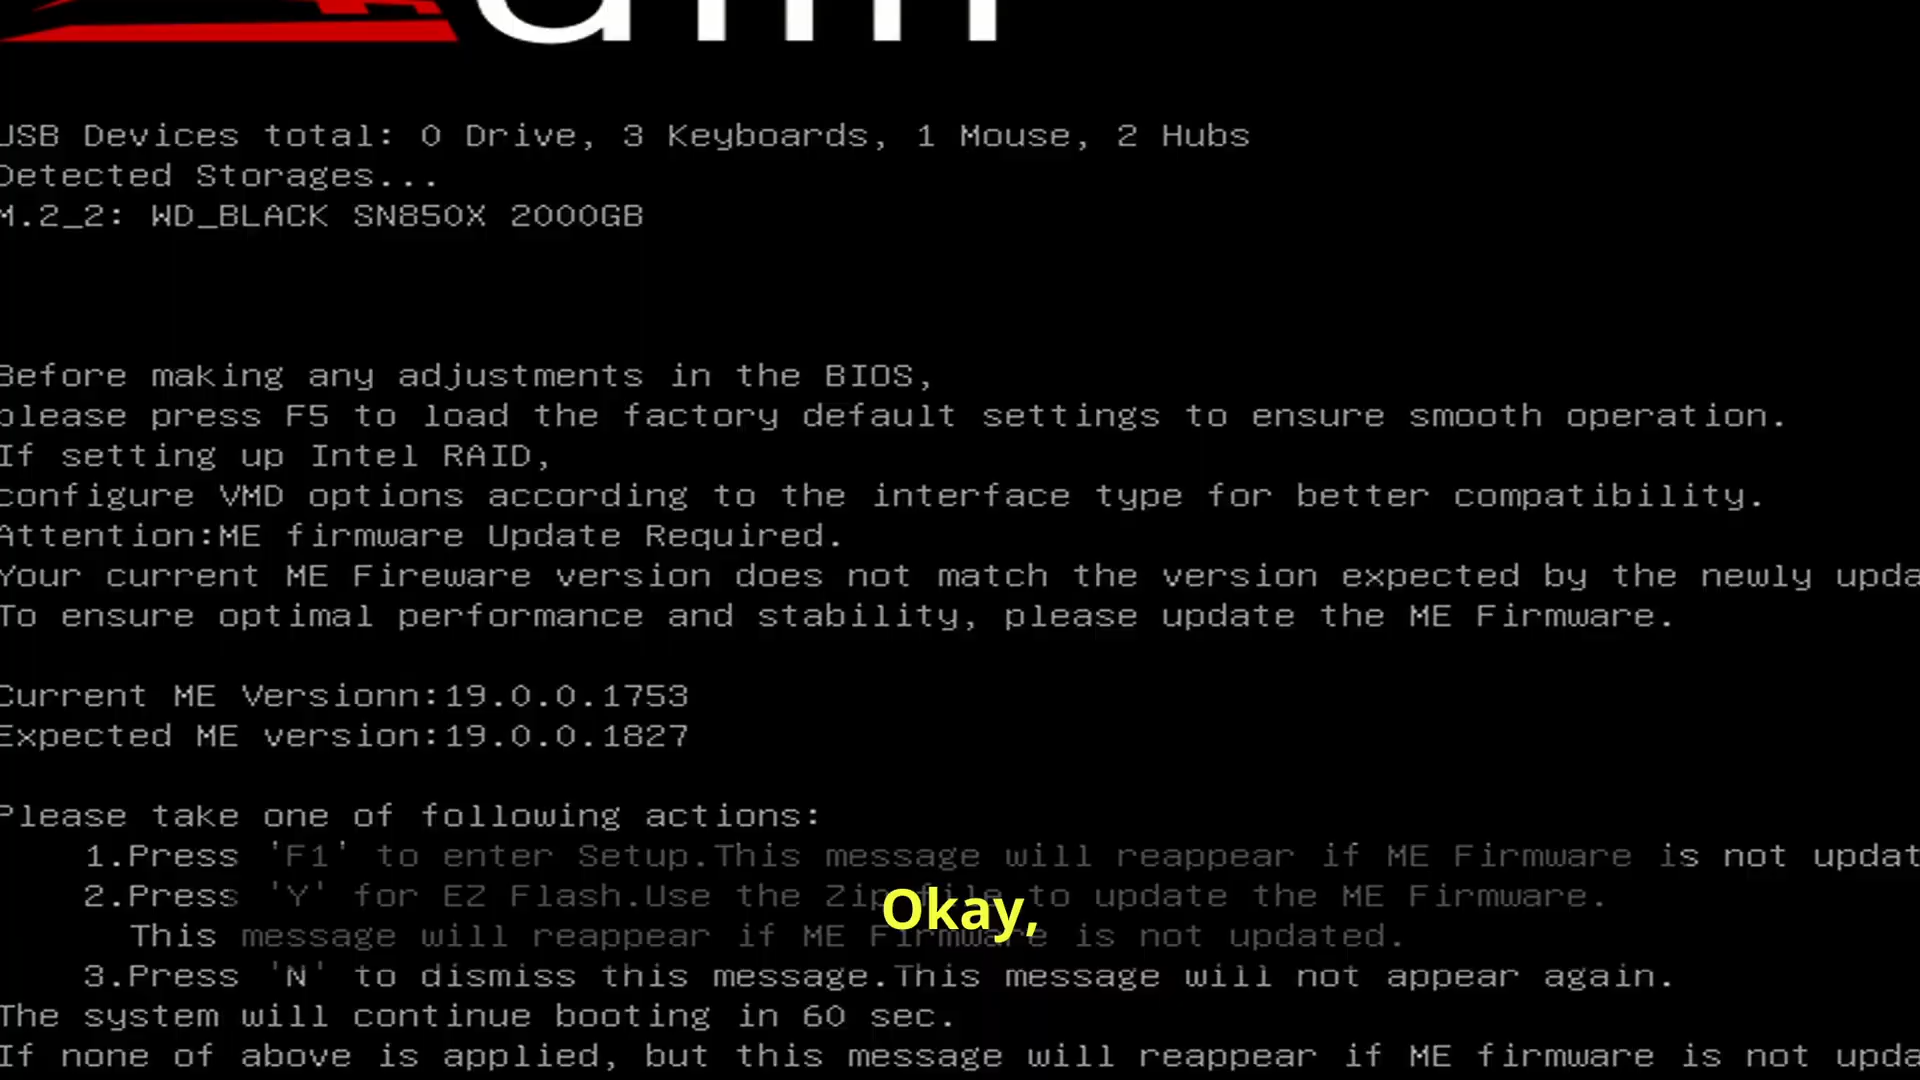 USB Devices total: 0 Drive, 3 Keyboards, 1 Mouse, 2 Hubs
Detected Storages...
M.2_2: WD_BLACK SN850X 2000GB
Before making any adjustments in the BIOS,
please press F5 to load the factory default settings to ensure smooth operation.
If setting up Intel RAID,
configure VMD options according to the interface type for better compatibility.
Attention:ME firmware Update Required.
Your current ME Fireware version does not match the version expected by the newly upda
To ensure optimal performance and stability, please update the ME Firmware.
Current ME Versionn:19.0.0.1753
Expected ME version:19.0.0.1827
Please take one of following actions:
1.Press 'F1' to enter Setup.This message will reappear if ME Firmware is not updat
2.Press 'Y' for EZ Flash.Use the Zip file to update the ME Firmware.
Okay,
This message will reappear if ME Firmware is not updated.
3.Press 'N' to dismiss this message.This message will not appear again.
The system will continue booting in 60 sec.
If none of above is applied, but this message will reappear if ME firmware is not upda